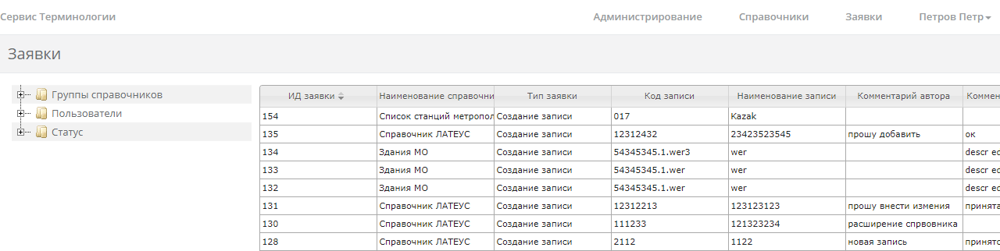 Сервис Терминологии Администрирование Справочники Заявки Петров Петр
Заявки
Группы справочников
Пользователи
Статус
ИД заявки Наименование справочни Тип заявки Код записи Наименование записи Комментарий автора Коммен
154 Список станций метропол Создание записи 017 Kazak
135 Справочник ЛАТЕУС Создание записи 12312432 23423523545 прошу добавить ок
134 Здания МО Создание записи 54345345.1.wer3 wer descr ed
133 Здания МО Создание записи 54345345.1.wer wer descr ed
132 Здания МО Создание записи 54345345.1.wer wer descr ed
131 Справочник ЛАТЕУС Создание записи 12312213 123123123 прошу внести измения принята
130 Справочник ЛАТЕУС Создание записи 111233 121323234 расширение спрвовника
128 Справочник ЛАТЕУС Создание записи 2112 1122 новая запись принято